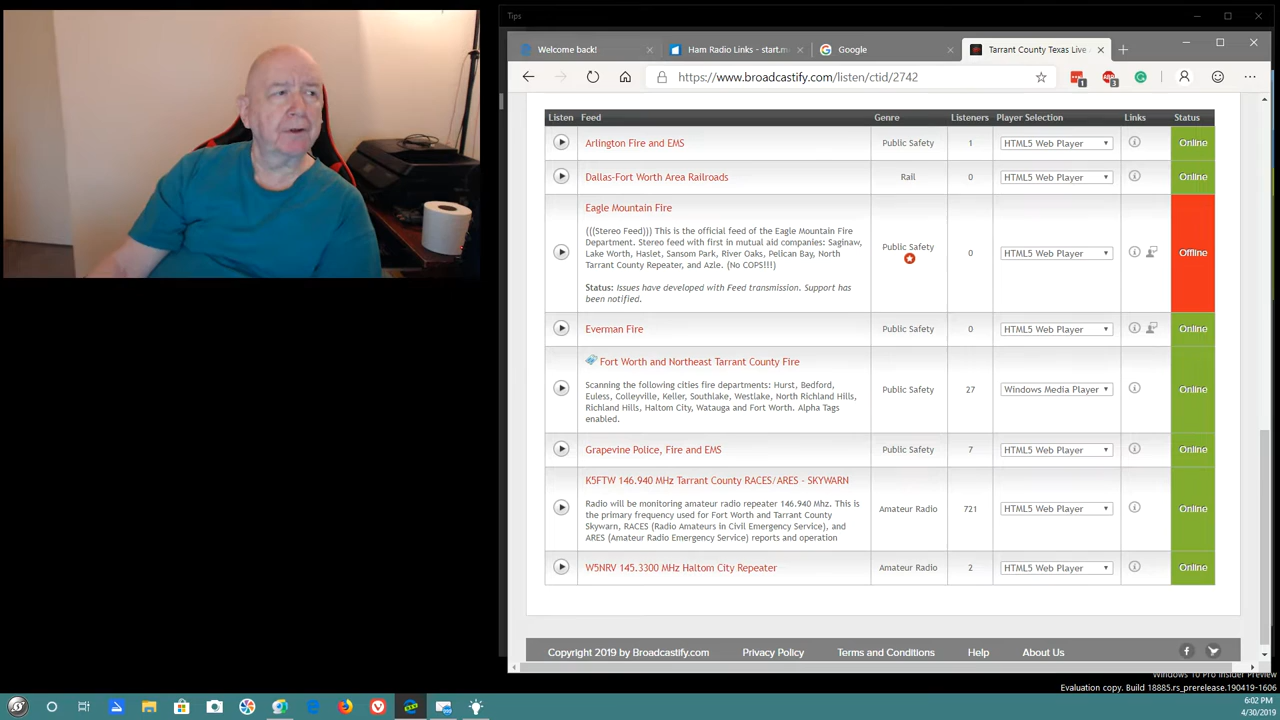 Tips
Welcome back!
Ham Radio Links - start.m
Google
Tarrant County Texas Live
https://www.broadcastify.com/listen/ctid/2742
1
3
Listen Feed Genre Listeners Player Selection Links Status
Arlington Fire and EMS Public Safety 1 HTML5 Web Player Online
Dallas-Fort Worth Area Railroads Rail 0 HTML5 Web Player Online
Eagle Mountain Fire
(((Stereo Feed))) This is the official feed of the Eagle Mountain Fire
Department. Stereo feed with first in mutual aid companies: Saginaw,
Lake Worth, Haslet, Sansom Park, River Oaks, Pelican Bay, North
Tarrant County Repeater, and Azle. (No COPS!!!)
Status: Issues have developed with Feed transmission. Support has
been notified.
Public Safety 0 HTML5 Web Player Offline
Everman Fire Public Safety 0 HTML5 Web Player Online
Fort Worth and Northeast Tarrant County Fire
Scanning the following cities fire departments: Hurst, Bedford,
Euless, Colleyville, Keller, Southlake, Westlake, North Richland Hills,
Richland Hills, Haltom City, Watauga and Fort Worth. Alpha Tags
enabled.
Public Safety 27 Windows Media Player Online
Grapevine Police, Fire and EMS Public Safety 7 HTML5 Web Player Online
K5FTW 146.940 MHz Tarrant County RACES/ARES - SKYWARN
Radio will be monitoring amateur radio repeater 146.940 Mhz. This is
the primary frequency used for Fort Worth and Tarrant County
Skywarn, RACES (Radio Amateurs in Civil Emergency Service), and
ARES (Amateur Radio Emergency Service) reports and operation
Amateur Radio 721 HTML5 Web Player Online
W5NRV 145.3300 MHz Haltom City Repeater Amateur Radio 2 HTML5 Web Player Online
Copyright 2019 by Broadcastify.com Privacy Policy Terms and Conditions Help About Us
Windows 10 Pro Insider Preview
Evaluation copy. Build 18885.rs_prerelease.190419-1606
6:02 PM
4/30/2019